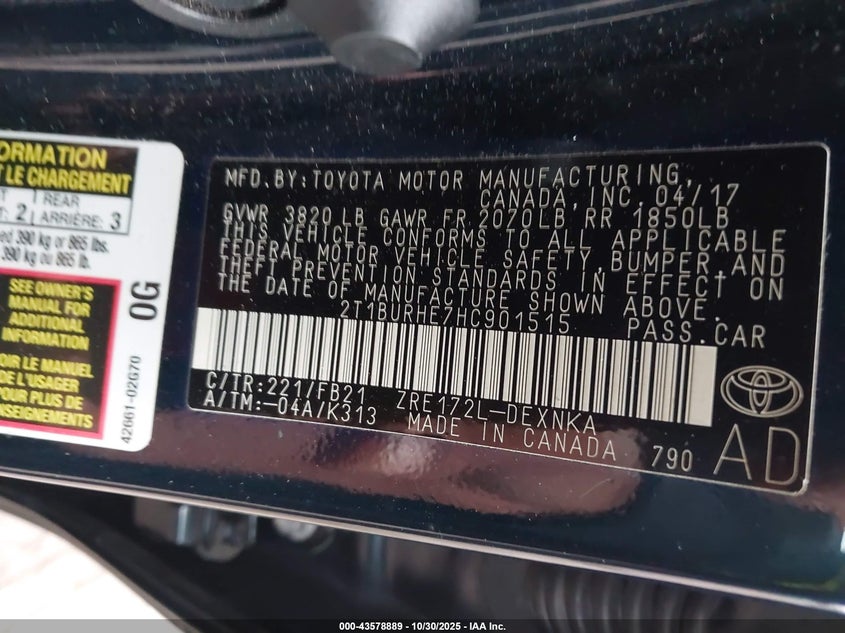 ORMATION
T LE CHARGEMENT
REAR
2 ARRIÈRE: 3
390 kg or 865 lbs.
390 kg ou 865 lb.
SEE OWNER'S
MANUAL FOR
ADDITIONAL
INFORMATION
OIR LE MANUEL
DE L'USAGER
POUR PLUS DE
ENSEIGNEMENTS
0G
42661-02G70
MFD.BY:TOYOTA MOTOR MANUFACTURING,
CANADA, INC. 04/17
GVWR 3820 LB GAWR FR 2070LB, RR 1850LB
THIS VEHICLE CONFORMS TO ALL APPLICABLE
FEDERAL MOTOR VEHICLE SAFETY, BUMPER, AND
THEFT PREVENTION STANDARDS IN EFFECT ON
THE DATE OF MANUFACTURE SHOWN ABOVE.
2T1BURHE7HC901515 PASS.CAR
C/TR:221/FB21 ZRE172L-DEXNKA
A/TM:-04A/K313 MADE IN CANADA 790
AD
000-43578889 - 10/30/2025 - IAA Inc.